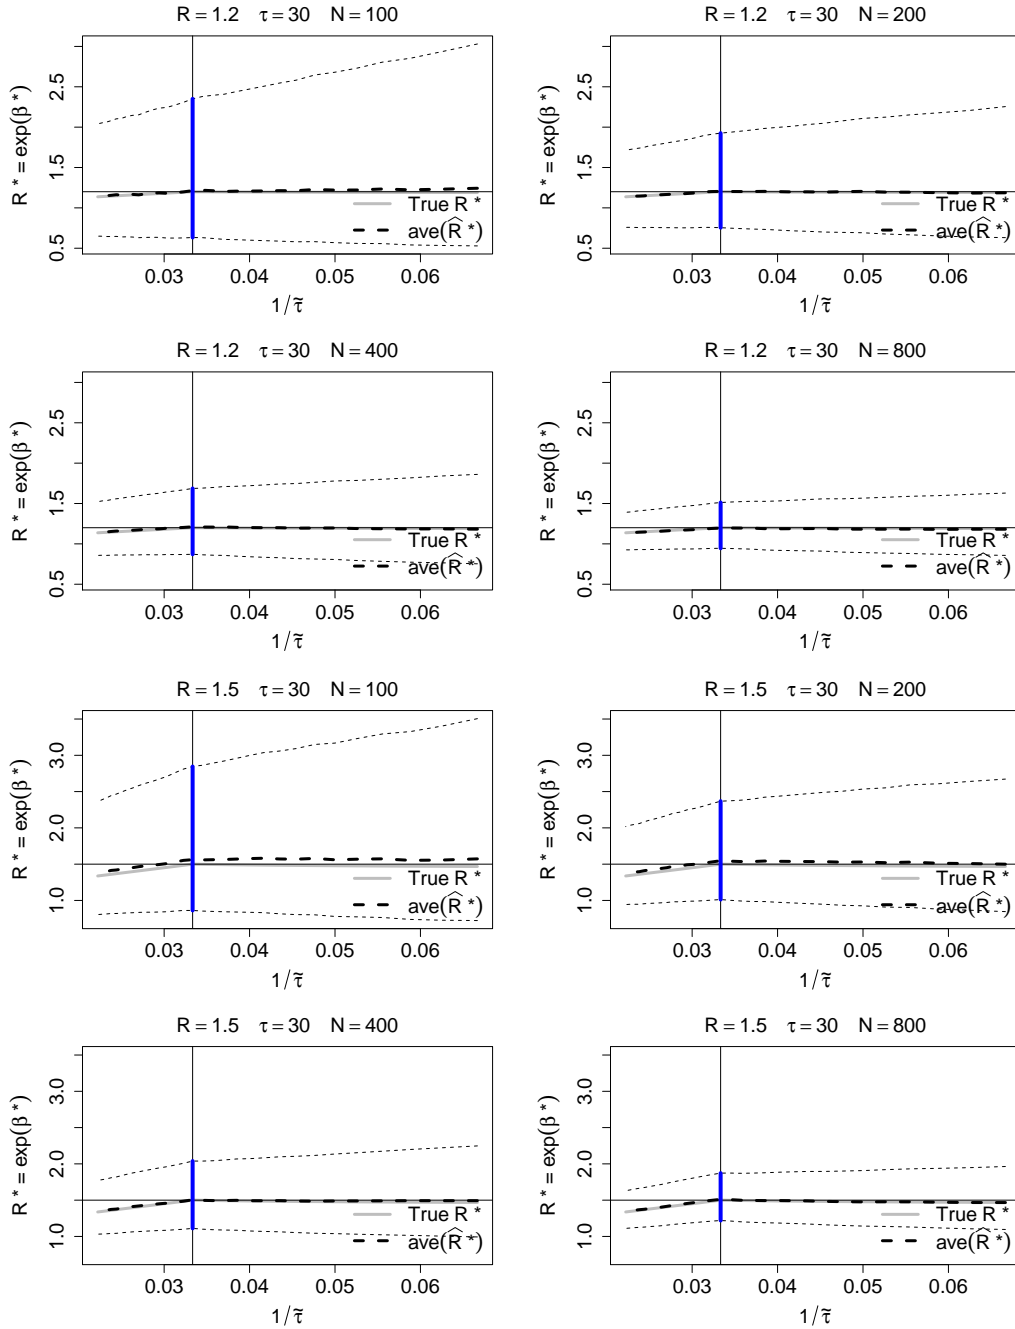 R = 1.2 τ = 30 N = 100
R * = exp(β *)
2.5
1.5
0.5
True R *
ave(R̂ *)
0.03 0.04 0.05 0.06
1/τ̃
R = 1.2 τ = 30 N = 200
R * = exp(β *)
2.5
1.5
0.5
True R *
ave(R̂ *)
0.03 0.04 0.05 0.06
1/τ̃
R = 1.2 τ = 30 N = 400
R * = exp(β *)
2.5
1.5
0.5
True R *
ave(R̂ *)
0.03 0.04 0.05 0.06
1/τ̃
R = 1.2 τ = 30 N = 800
R * = exp(β *)
2.5
1.5
0.5
True R *
ave(R̂ *)
0.03 0.04 0.05 0.06
1/τ̃
R = 1.5 τ = 30 N = 100
R * = exp(β *)
3.0
2.0
1.0
True R *
ave(R̂ *)
0.03 0.04 0.05 0.06
1/τ̃
R = 1.5 τ = 30 N = 200
R * = exp(β *)
3.0
2.0
1.0
True R *
ave(R̂ *)
0.03 0.04 0.05 0.06
1/τ̃
R = 1.5 τ = 30 N = 400
R * = exp(β *)
3.0
2.0
1.0
True R *
ave(R̂ *)
0.03 0.04 0.05 0.06
1/τ̃
R = 1.5 τ = 30 N = 800
R * = exp(β *)
3.0
2.0
1.0
True R *
ave(R̂ *)
0.03 0.04 0.05 0.06
1/τ̃